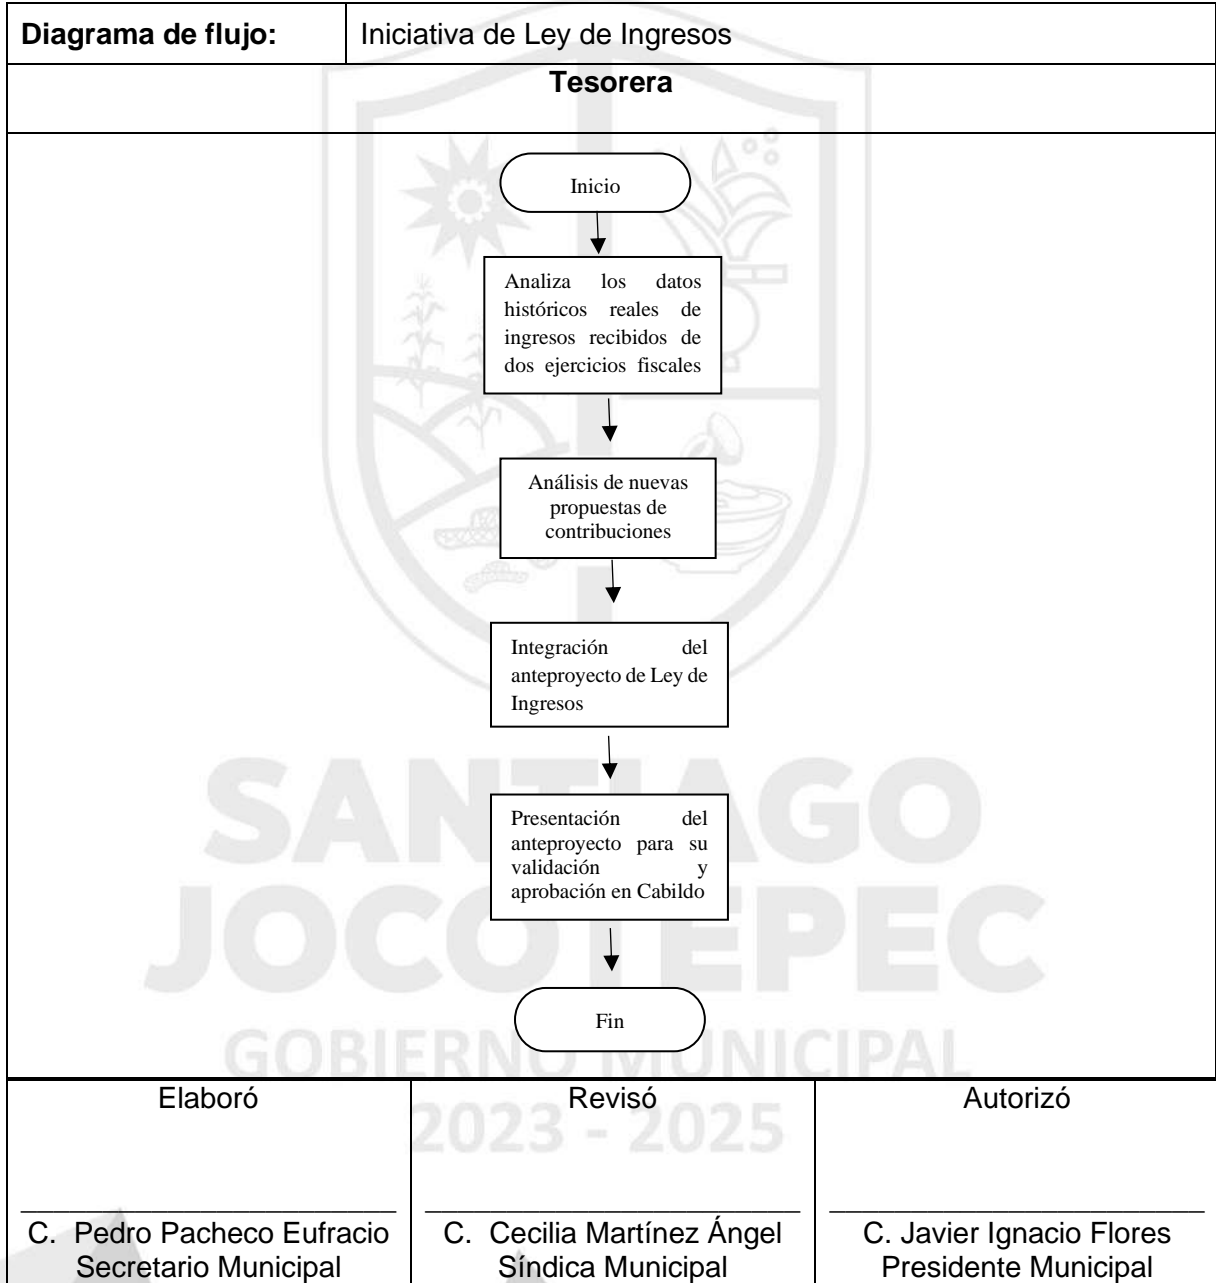 Diagrama de flujo: Iniciativa de Ley de Ingresos
Tesorera
Inicio
Analiza los datos
históricos reales de
ingresos recibidos de
dos ejercicios fiscales
Análisis de nuevas
propuestas de
contribuciones
Integración del
anteproyecto de Ley de
Ingresos
Presentación del
anteproyecto para su
validación y
aprobación en Cabildo
Fin
SANTIAGO
JOCOTEPEC
GOBIERNO MUNICIPAL
2023 - 2025
Elaboró
C. Pedro Pacheco Eufracio
Secretario Municipal
Revisó
C. Cecilia Martínez Ángel
Síndica Municipal
Autorizó
C. Javier Ignacio Flores
Presidente Municipal